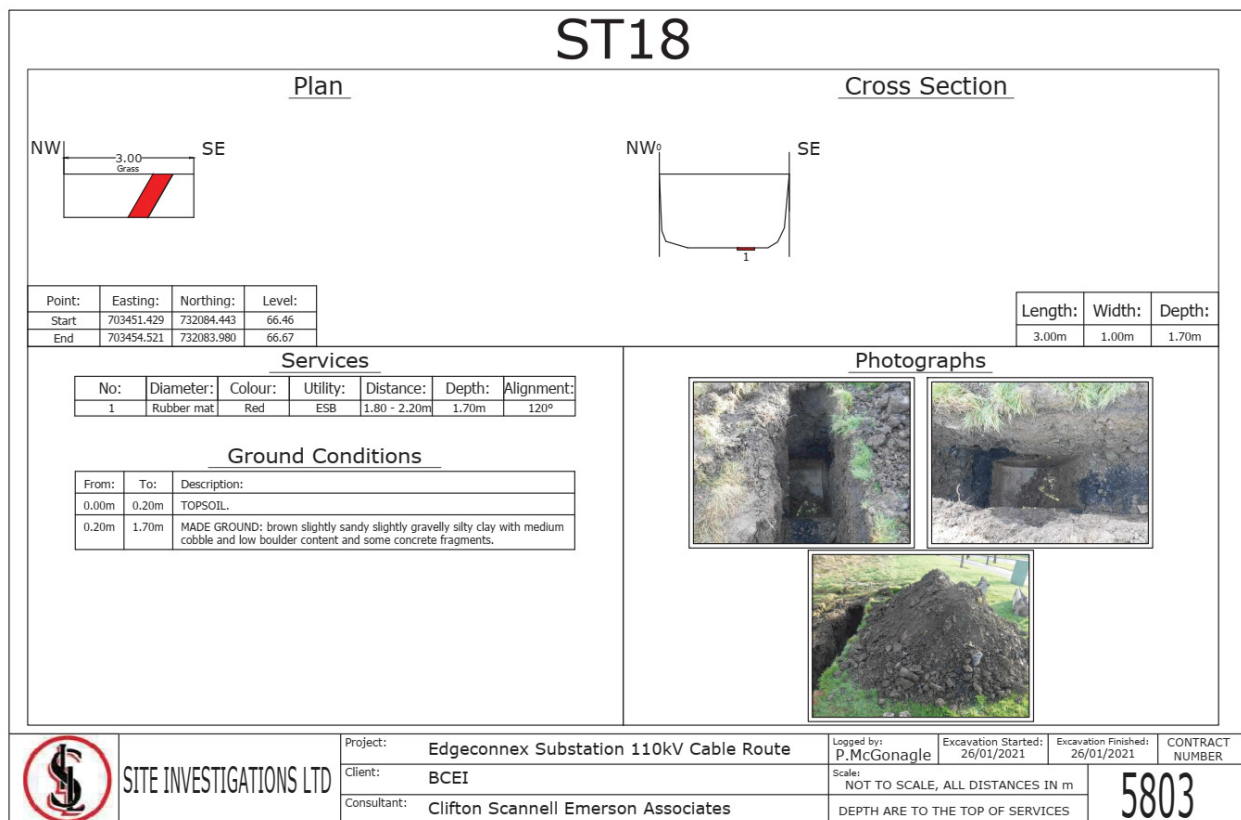 ST18
Plan
NW
SE
3.00
Grass
Cross Section
NW
0
SE
1
Point: Easting: Northing: Level:
Start 703451.429 732084.443 66.46
End 703454.521 732083.980 66.67
Length: Width: Depth:
3.00m 1.00m 1.70m
Services
No: Diameter: Colour: Utility: Distance: Depth: Alignment:
1 Rubber mat Red ESB 1.80 - 2.20m 1.70m 120º
Ground Conditions
From: To: Description:
0.00m 0.20m TOPSOIL.
0.20m 1.70m MADE GROUND: brown slightly sandy slightly gravelly silty clay with medium
cobble and low boulder content and some concrete fragments.
Photographs
SITE INVESTIGATIONS LTD
Project: Edgeconnex Substation 110kV Cable Route
Client: BCEI
Consultant: Clifton Scannell Emerson Associates
Logged by:
P.McGonagle
Excavation Started:
26/01/2021
Excavation Finished:
26/01/2021
CONTRACT
NUMBER
5803
Scale:
NOT TO SCALE, ALL DISTANCES IN m
DEPTH ARE TO THE TOP OF SERVICES